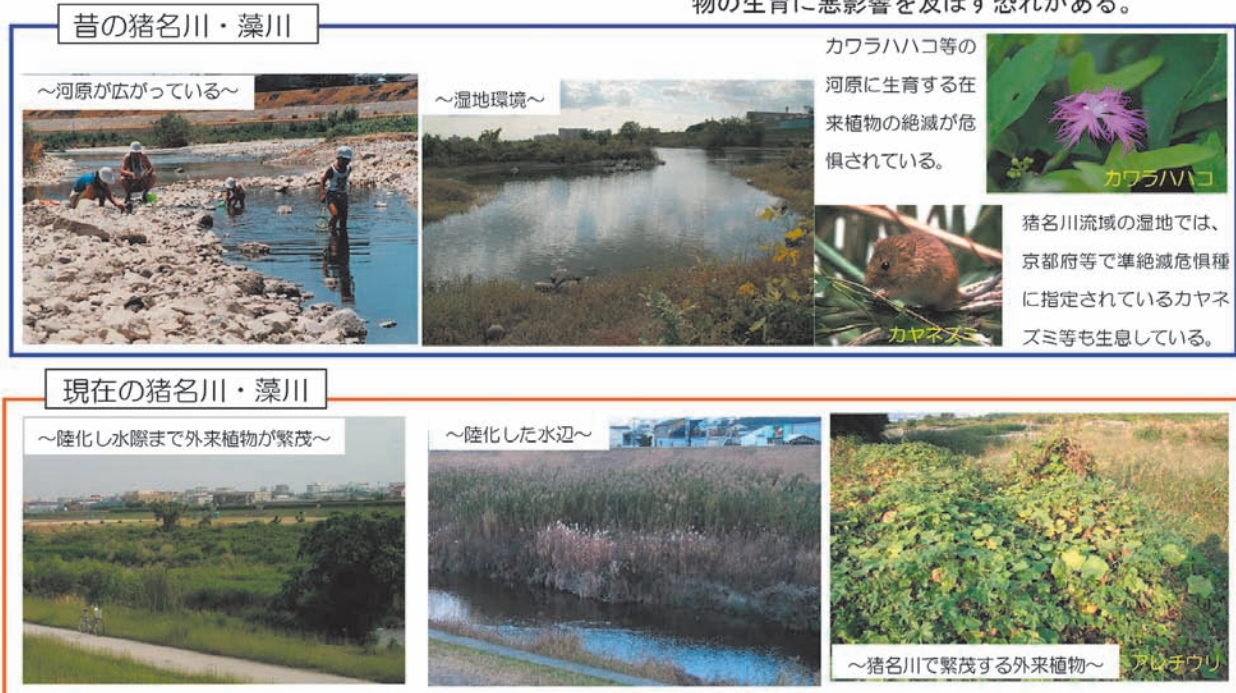 物の生育に悪影響を及ぼす恐れがある。
昔の猪名川・藻川
～河原が広がっている～
～湿地環境～
カワラハハコ等の
河原に生育する在
来植物の絶滅が危
惧されている。
カワラハハコ
カヤネズミ
猪名川流域の湿地では、
京都府等で準絶滅危惧種
に指定されているカヤネ
ズミ等も生息している。
現在の猪名川・藻川
～陸化し水際まで外来植物が繁茂～
～陸化した水辺～
～猪名川で繁茂する外来植物～
アレチウリ